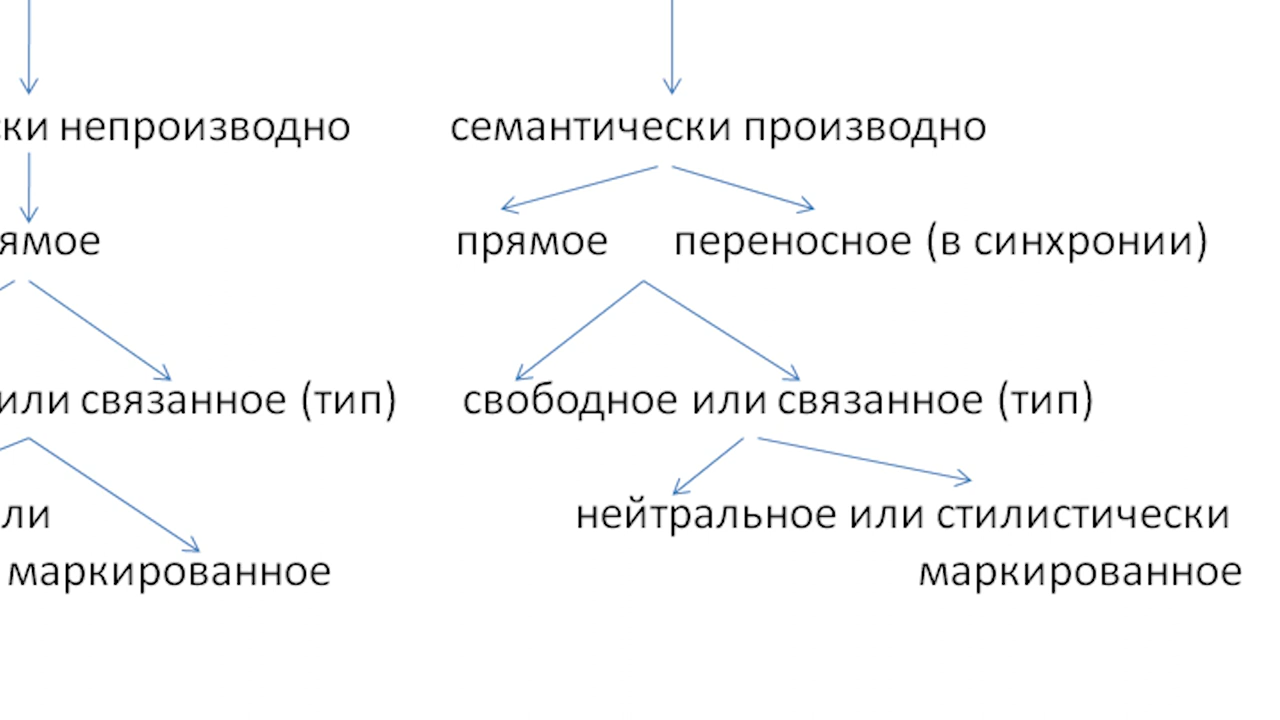 ски непроизводно семантически производно
ямое прямое переносное (в синхронии)
или связанное (тип) свободное или связанное (тип)
ли нейтральное или стилистически
маркированное маркированное